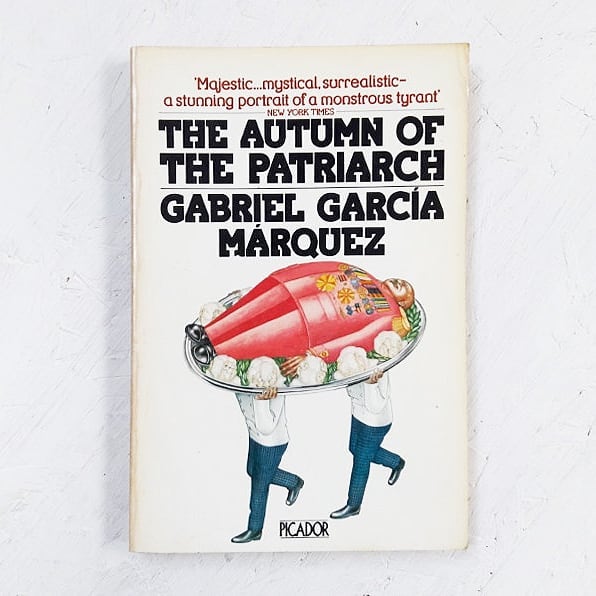 'Majestic...mystical, surrealistic–
a stunning portrait of a monstrous tyrant'
NEW YORK TIMES
THE AUTUMN OF
THE PATRIARCH
GABRIEL GARCÍA
MÁRQUEZ
PICADOR